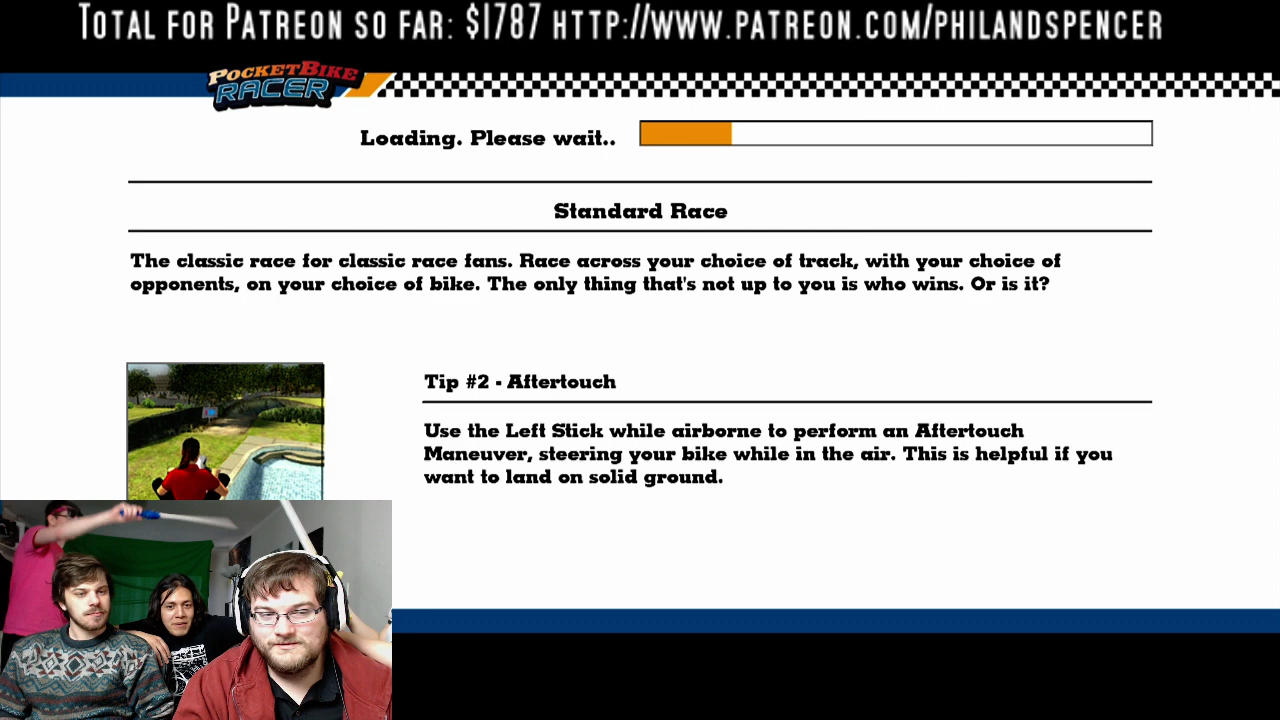 Total for Patreon so far: $1787 http://www.patreon.com/philandspencer
PocketBike
Racer
Loading. Please wait..
Standard Race
The classic race for classic race fans. Race across your choice of track, with your choice of
opponents, on your choice of bike. The only thing that's not up to you is who wins. Or is it?
Tip #2 - Aftertouch
Use the Left Stick while airborne to perform an Aftertouch
Maneuver, steering your bike while in the air. This is helpful if you
want to land on solid ground.